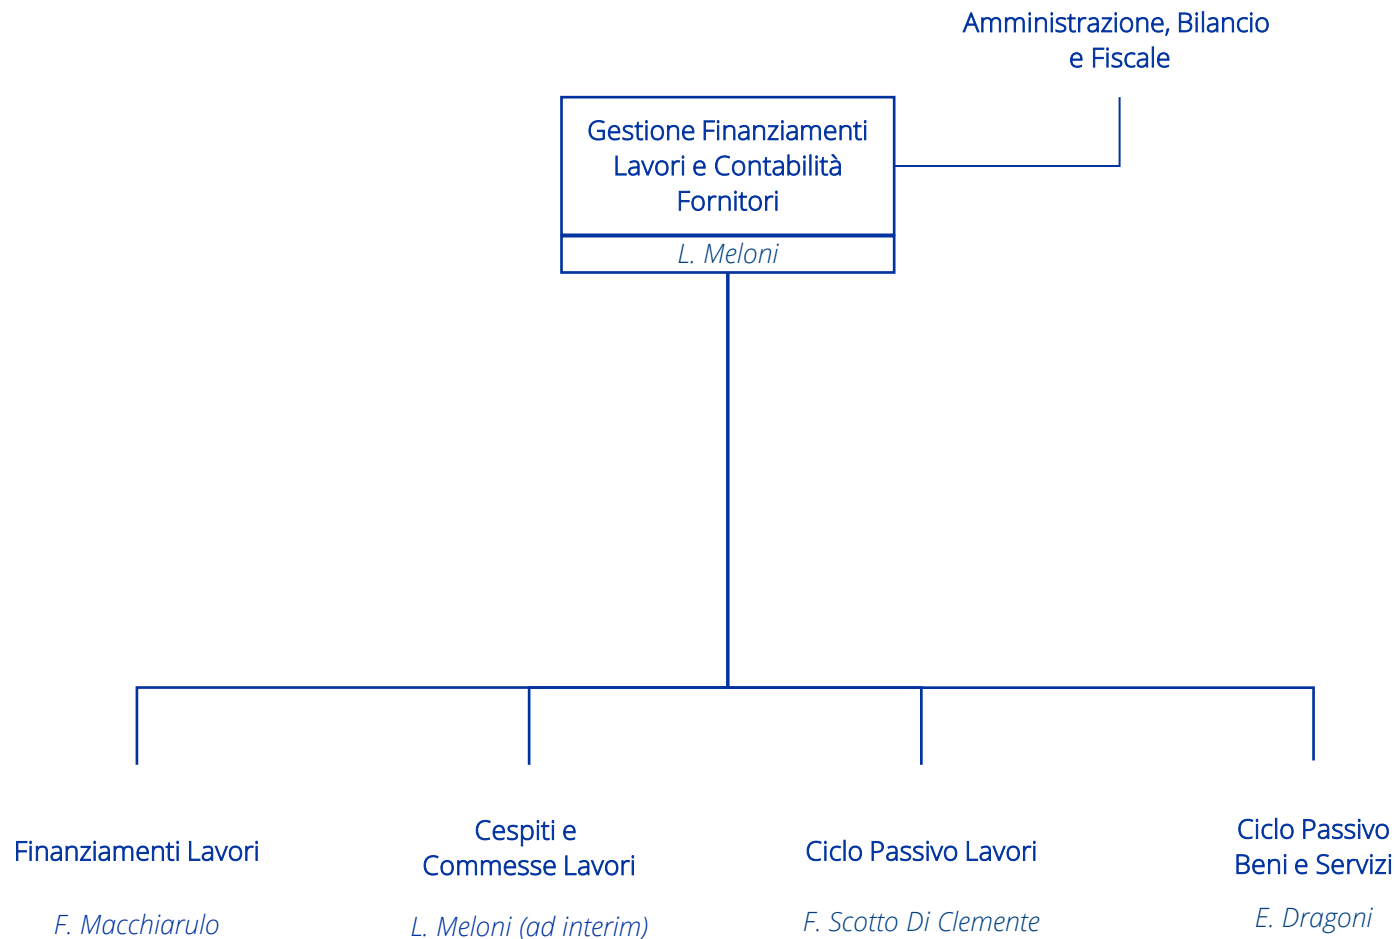 Amministrazione, Bilancio
e Fiscale
Gestione Finanziamenti
Lavori e Contabilità
Fornitori
L. Meloni
Finanziamenti Lavori
F. Macchiarulo
Cespiti e
Commesse Lavori
L. Meloni (ad interim)
Ciclo Passivo Lavori
F. Scotto Di Clemente
Ciclo Passivo
Beni e Servizi
E. Dragoni